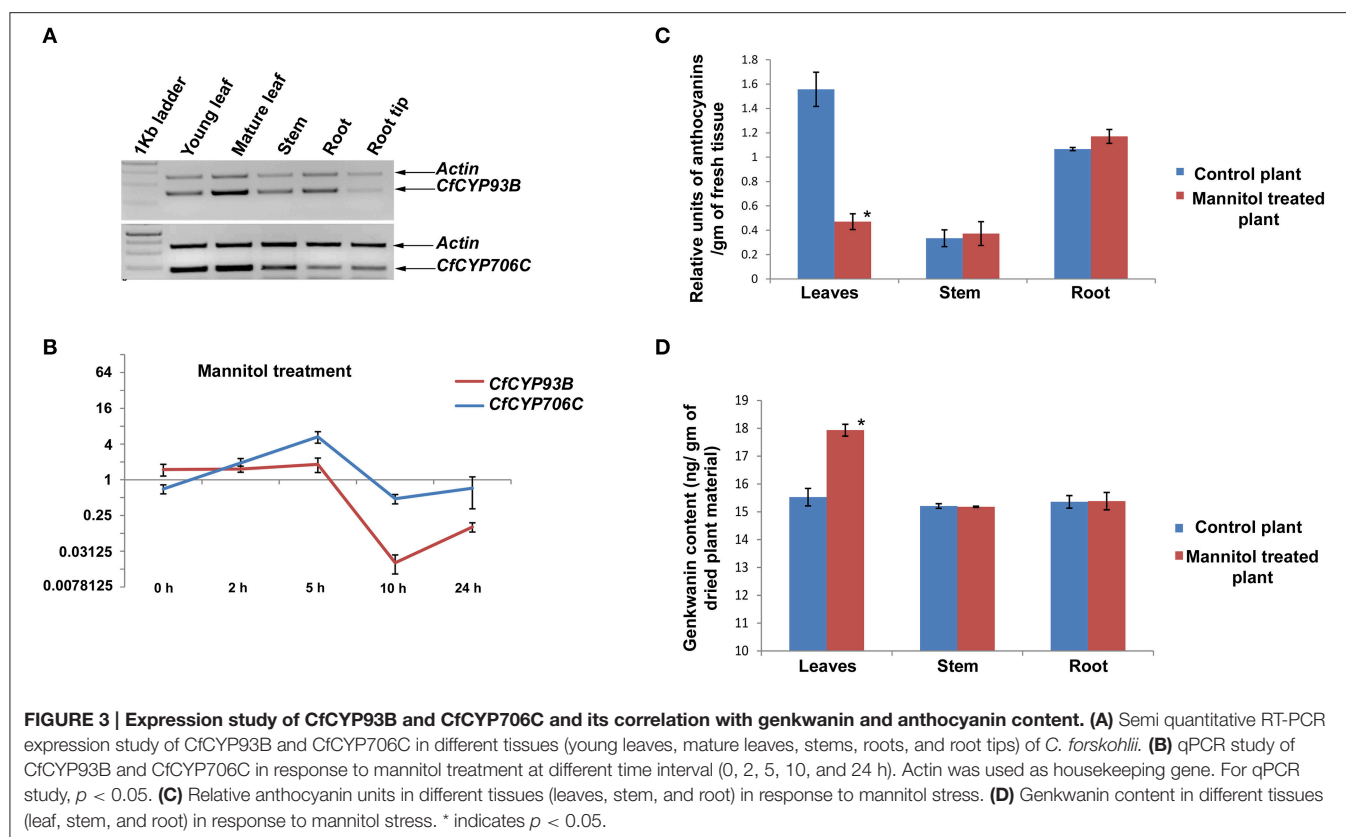 A
1Kb ladder
Young leaf
Mature leaf
Stem
Root
Root tip
Actin
CfCYP93B
Actin
CfCYP706C
B
Mannitol treatment
CfCYP93B
CfCYP706C
64
16
4
1
0.25
0.03125
0.0078125
0 h
2 h
5 h
10 h
24 h
C
Relative units of anthocyanins
/gm of fresh tissue
1.8
1.6
1.4
1.2
1
0.8
0.6
0.4
0.2
0
*
Leaves
Stem
Root
Control plant
Mannitol treated
plant
D
Genkwanin content (ng/ gm of
dried plant material)
19
18
17
16
15
14
13
12
11
10
*
Leaves
Stem
Root
Control plant
Mannitol treated
plant
FIGURE 3 | Expression study of CfCYP93B and CfCYP706C and its correlation with genkwanin and anthocyanin content. (A) Semi quantitative RT-PCR
expression study of CfCYP93B and CfCYP706C in different tissues (young leaves, mature leaves, stems, roots, and root tips) of C. forskohlii. (B) qPCR study of
CfCYP93B and CfCYP706C in response to mannitol treatment at different time interval (0, 2, 5, 10, and 24 h). Actin was used as housekeeping gene. For qPCR
study, p < 0.05. (C) Relative anthocyanin units in different tissues (leaves, stem, and root) in response to mannitol stress. (D) Genkwanin content in different tissues
(leaf, stem, and root) in response to mannitol stress. * indicates p < 0.05.